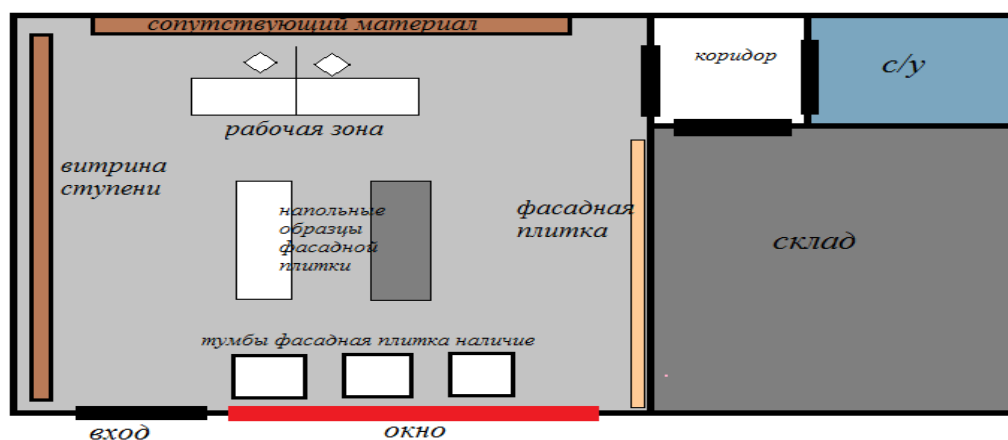 сопутствующий материал
коридор
с/у
рабочая зона
витрина
ступени
напольные
образцы
фасадной
плитки
фасадная
плитка
склад
тумбы фасадная плитка наличие
вход
окно